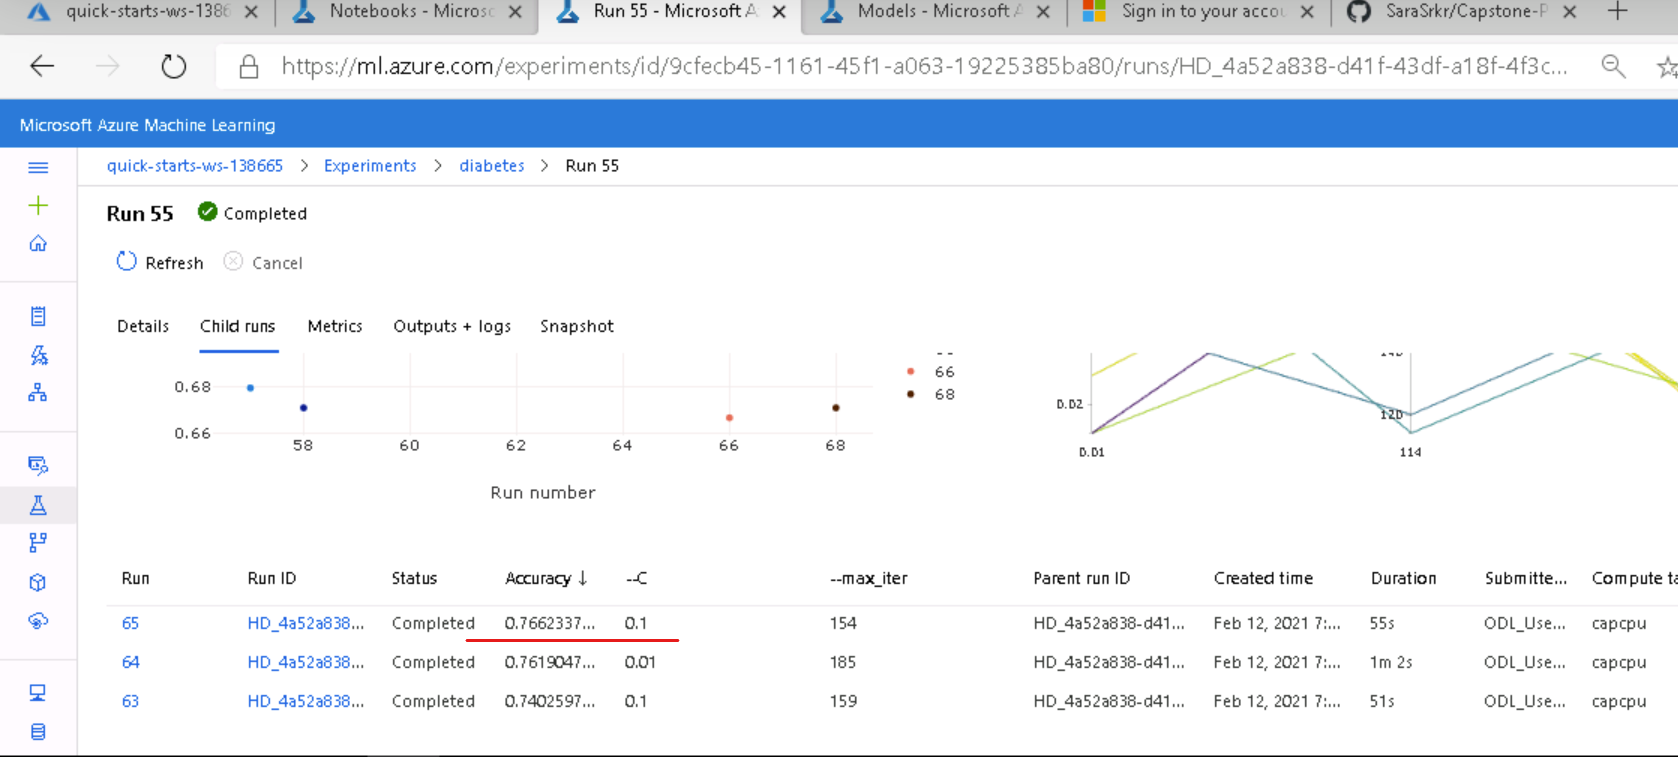 quick-starts-ws-1386
Notebooks - Microso
Run 55 - Microsoft A
Models - Microsoft A
Sign in to your accou
SaraSrkr/Capstone-P
https://ml.azure.com/experiments/id/9cfecb45-1161-45f1-a063-19225385ba80/runs/HD_4a52a838-d41f-43df-a18f-4f3c...
Microsoft Azure Machine Learning
quick-starts-ws-138665 > Experiments > diabetes > Run 55
Run 55 Completed
Refresh Cancel
Details Child runs Metrics Outputs + logs Snapshot
0.68
0.66
58 60 62 64 66 68
Run number
66
68
0.02
0.01
120
114
Run Run ID Status Accuracy ↓ --C --max_iter Parent run ID Created time Duration Submitte... Compute ta
65 HD_4a52a838... Completed 0.7662337... 0.1 154 HD_4a52a838-d41... Feb 12, 2021 7:... 55s ODL_Use... capcpu
64 HD_4a52a838... Completed 0.7619047... 0.01 185 HD_4a52a838-d41... Feb 12, 2021 7:... 1m 2s ODL_Use... capcpu
63 HD_4a52a838... Completed 0.7402597... 0.1 159 HD_4a52a838-d41... Feb 12, 2021 7:... 51s ODL_Use... capcpu